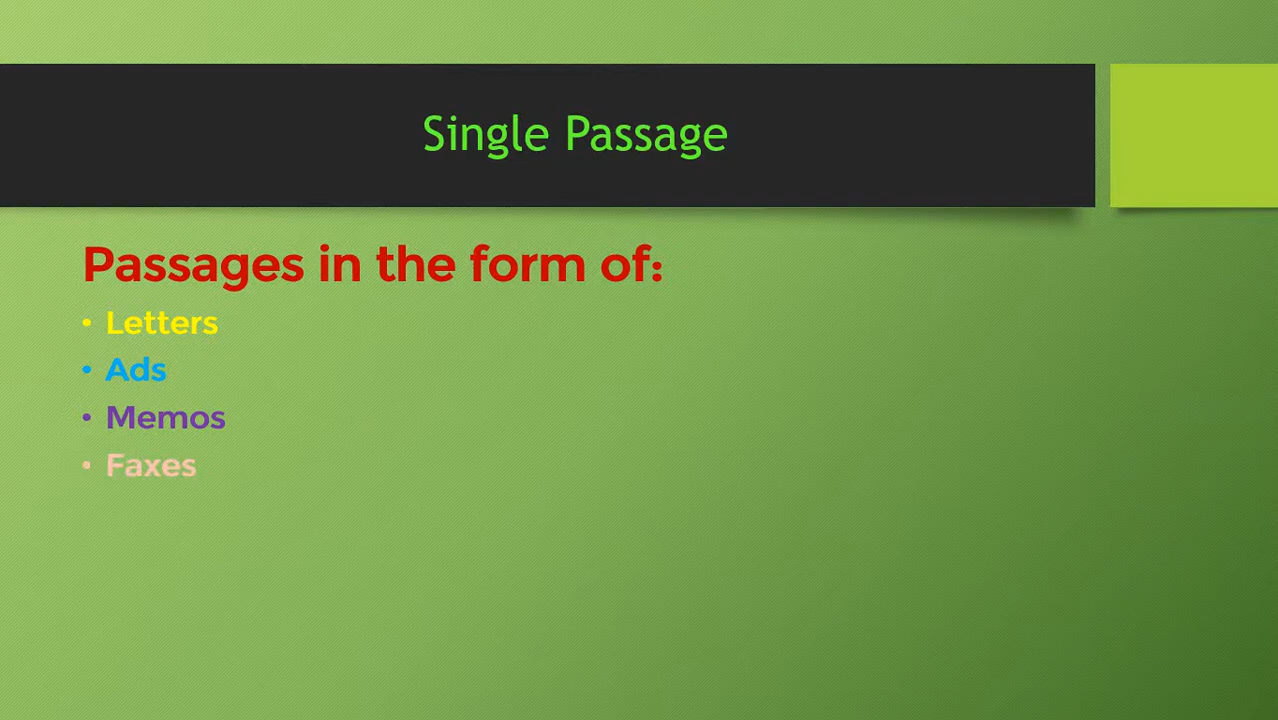 Single Passage
Passages in the form of:
• Letters
• Ads
• Memos
• Faxes